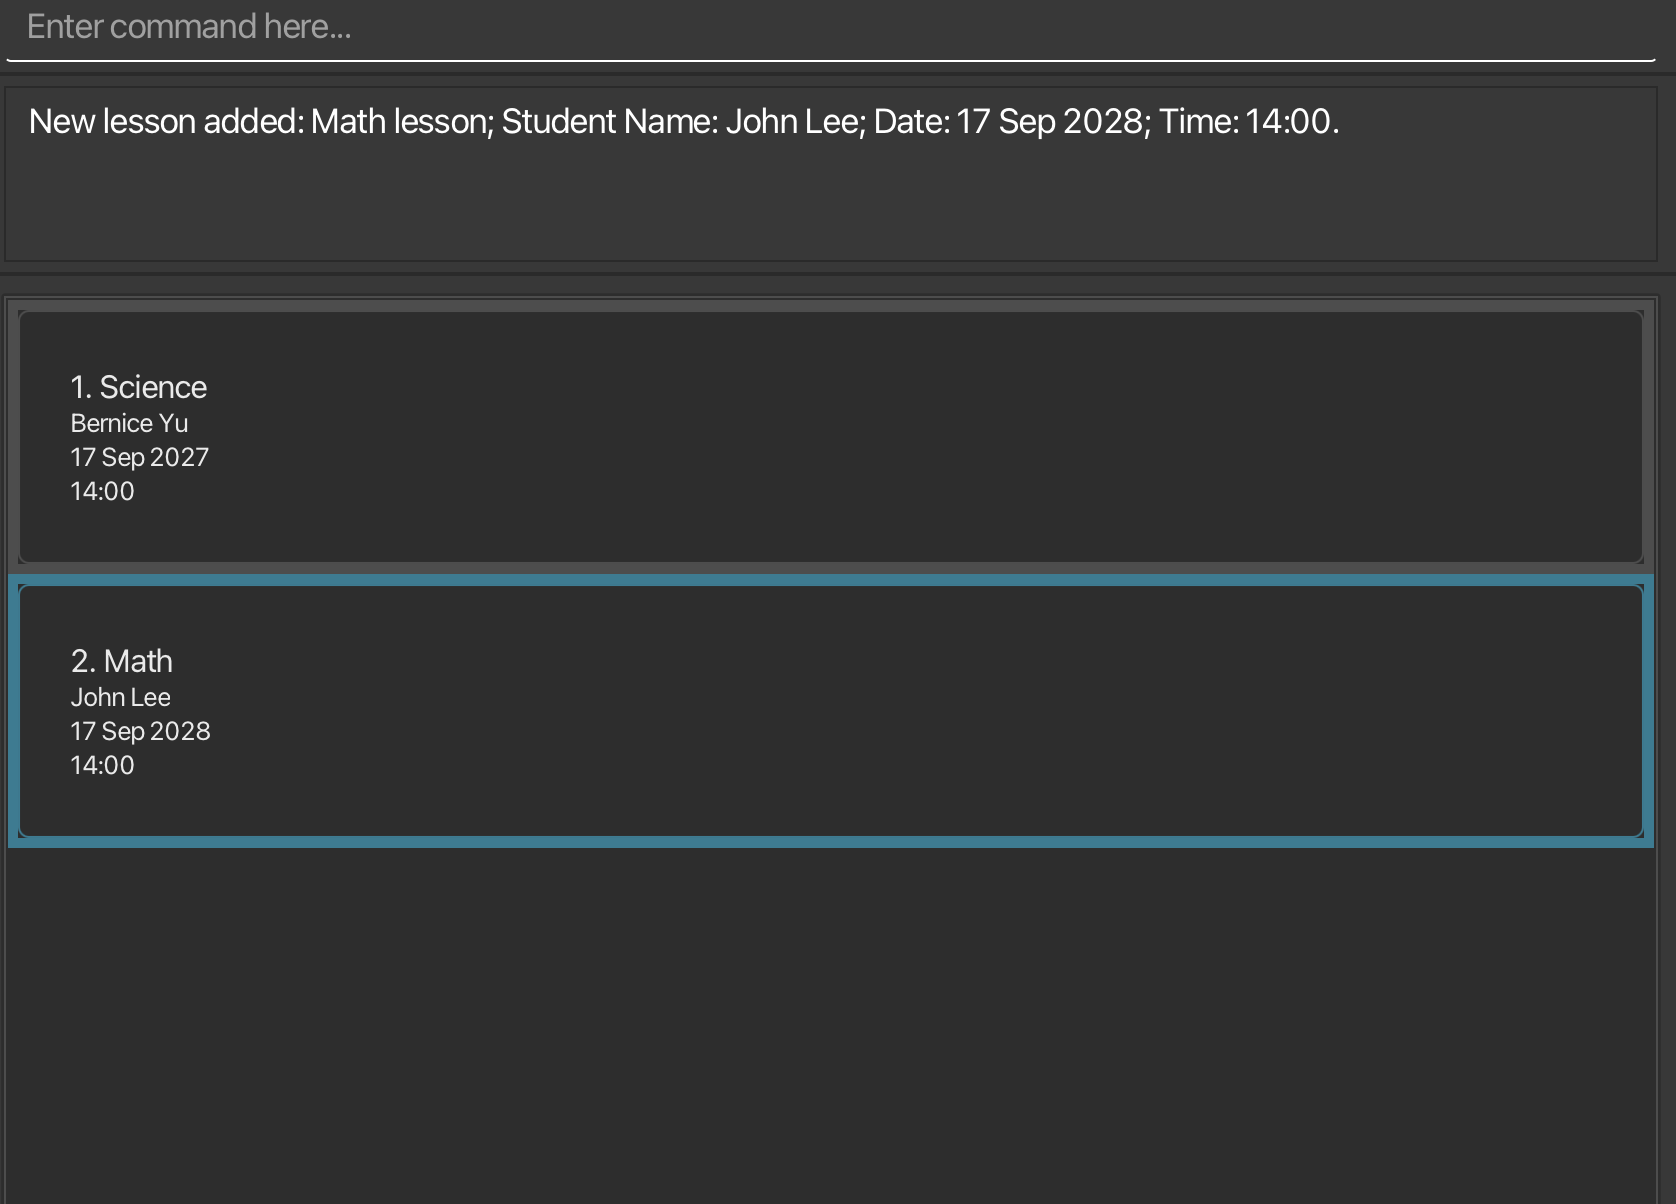 Enter command here...
New lesson added: Math lesson; Student Name: John Lee; Date: 17 Sep 2028; Time: 14:00.
1. Science
Bernice Yu
17 Sep 2027
14:00
2. Math
John Lee
17 Sep 2028
14:00